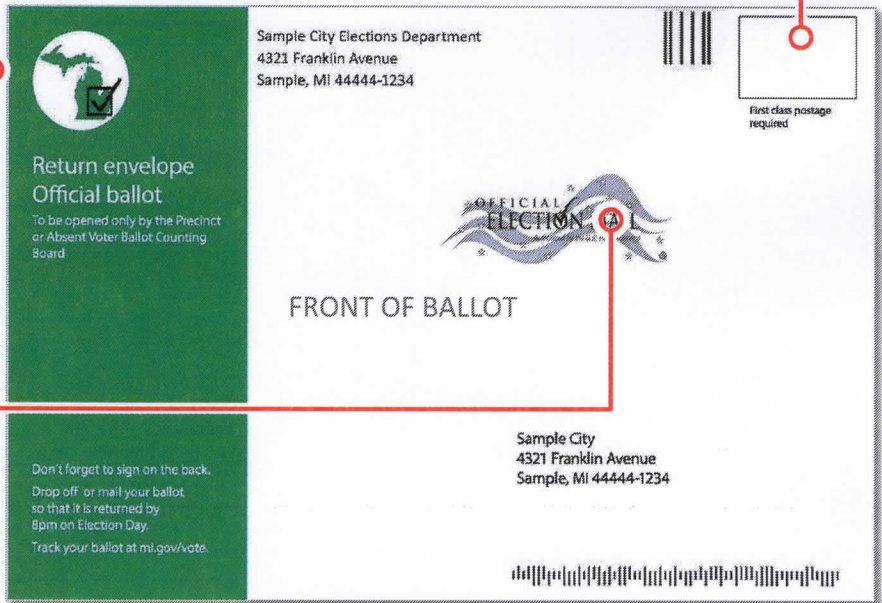 Sample City Elections Department
4321 Franklin Avenue
Sample, MI 44444-1234
First class postage
required
Return envelope
Official ballot
To be opened only by the Precinct
or Absent Voter Ballot Counting
Board
OFFICIAL
ELECTION
FRONT OF BALLOT
Sample City
4321 Franklin Avenue
Sample, MI 44444-1234
Don't forget to sign on the back.
Drop off or mail your ballot
so that it is returned by
8pm on Election Day.
Track your ballot at mi.gov/vote.